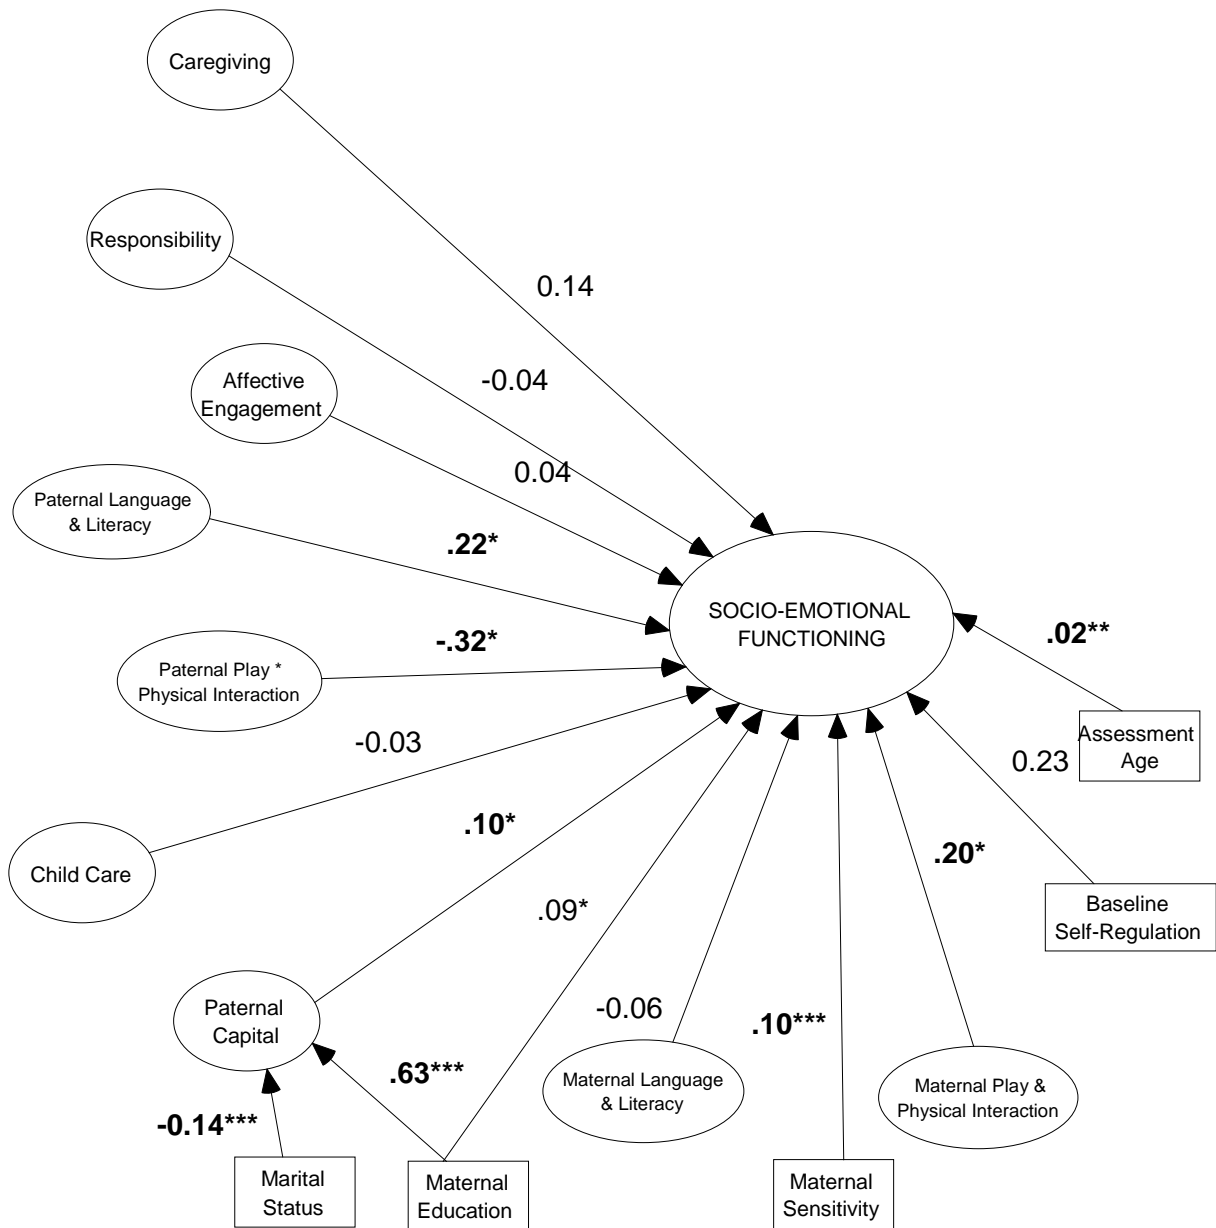 Caregiving
Responsibility
0.14
Affective
Engagement
-0.04
0.04
Paternal Language
& Literacy
.22*
SOCIO-EMOTIONAL
FUNCTIONING
.02**
Paternal Play *
Physical Interaction
-.32*
-0.03
Assessment
Age
0.23
.10*
.20*
Child Care
.09*
Baseline
Self-Regulation
Paternal
Capital
-0.06
.10***
.63***
Maternal Language
& Literacy
Maternal Play &
Physical Interaction
-0.14***
Marital
Status
Maternal
Education
Maternal
Sensitivity